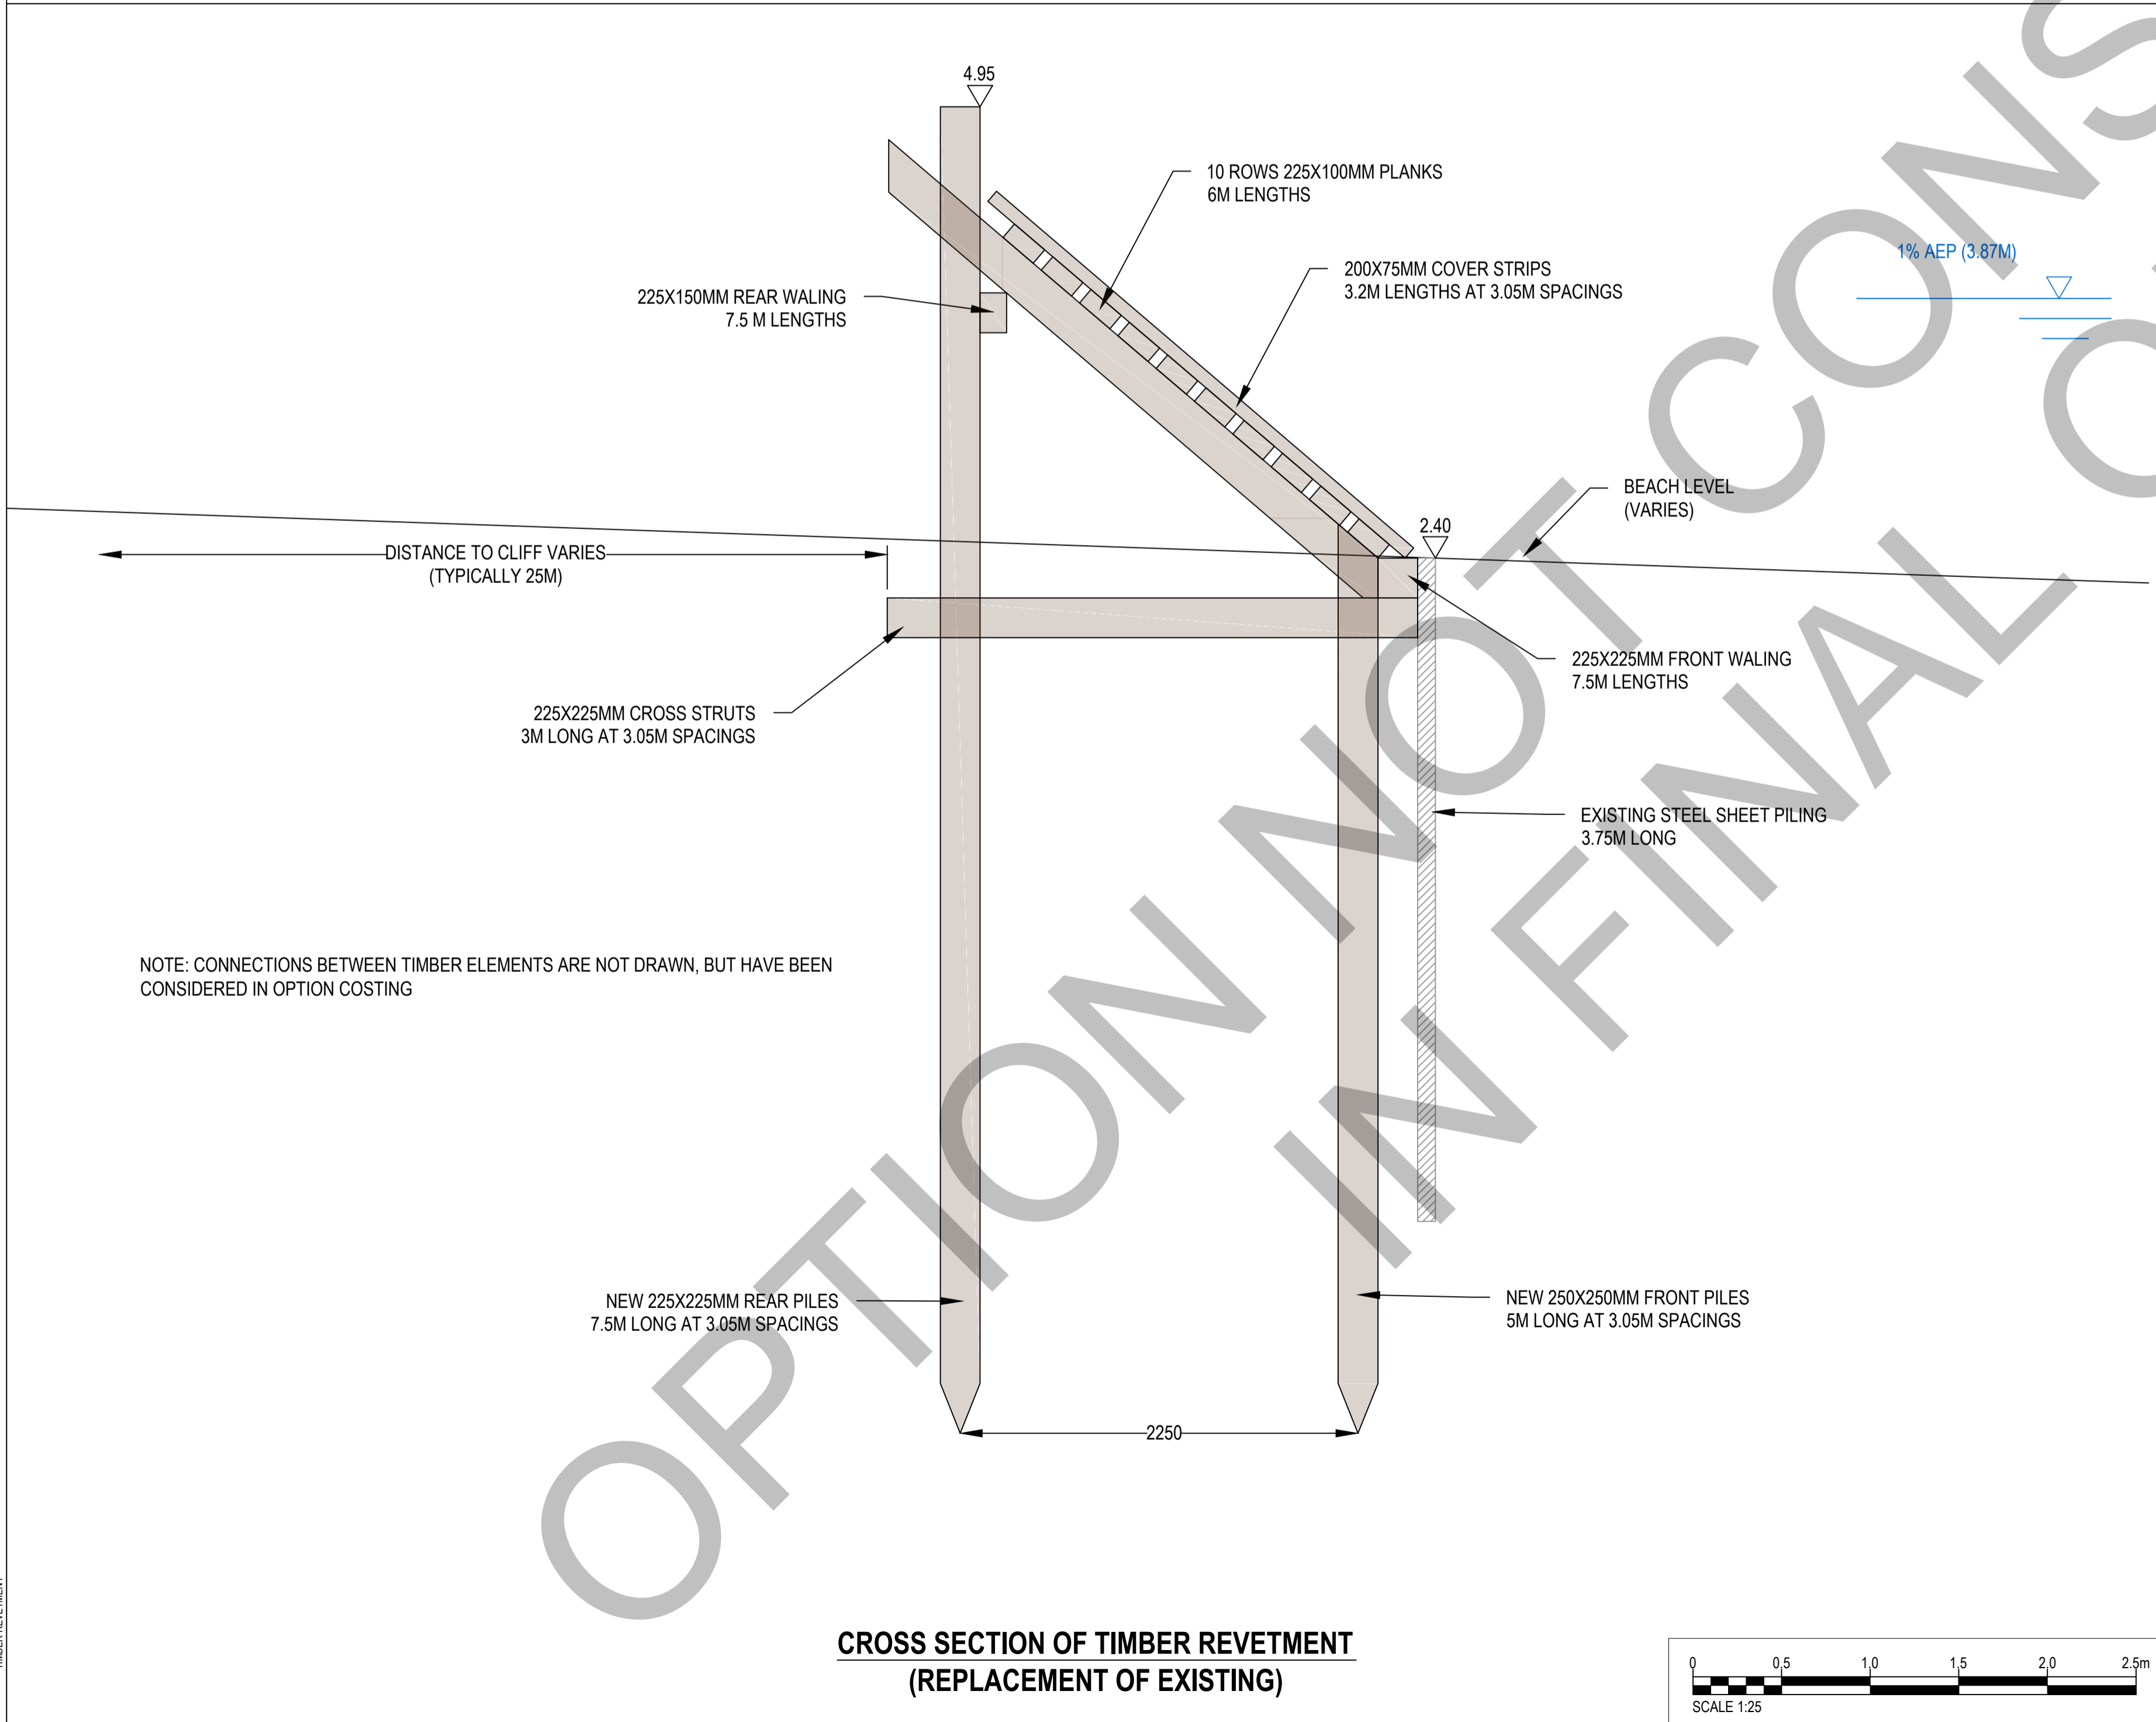 4.95
10 ROWS 225X100MM PLANKS
6M LENGTHS
1% AEP (3.87M)
200X75MM COVER STRIPS
3.2M LENGTHS AT 3.05M SPACINGS
225X150MM REAR WALING
7.5 M LENGTHS
BEACH LEVEL
(VARIES)
2.40
DISTANCE TO CLIFF VARIES
(TYPICALLY 25M)
225X225MM FRONT WALING
7.5M LENGTHS
225X225MM CROSS STRUTS
3M LONG AT 3.05M SPACINGS
EXISTING STEEL SHEET PILING
3.75M LONG
NOTE: CONNECTIONS BETWEEN TIMBER ELEMENTS ARE NOT DRAWN, BUT HAVE BEEN
CONSIDERED IN OPTION COSTING
NEW 225X225MM REAR PILES
7.5M LONG AT 3.05M SPACINGS
NEW 250X250MM FRONT PILES
5M LONG AT 3.05M SPACINGS
2250
OPTION NOT CONS
IN FINAL
CROSS SECTION OF TIMBER REVETMENT
(REPLACEMENT OF EXISTING)
0 0.5 1.0 1.5 2.0 2.5m
SCALE 1:25